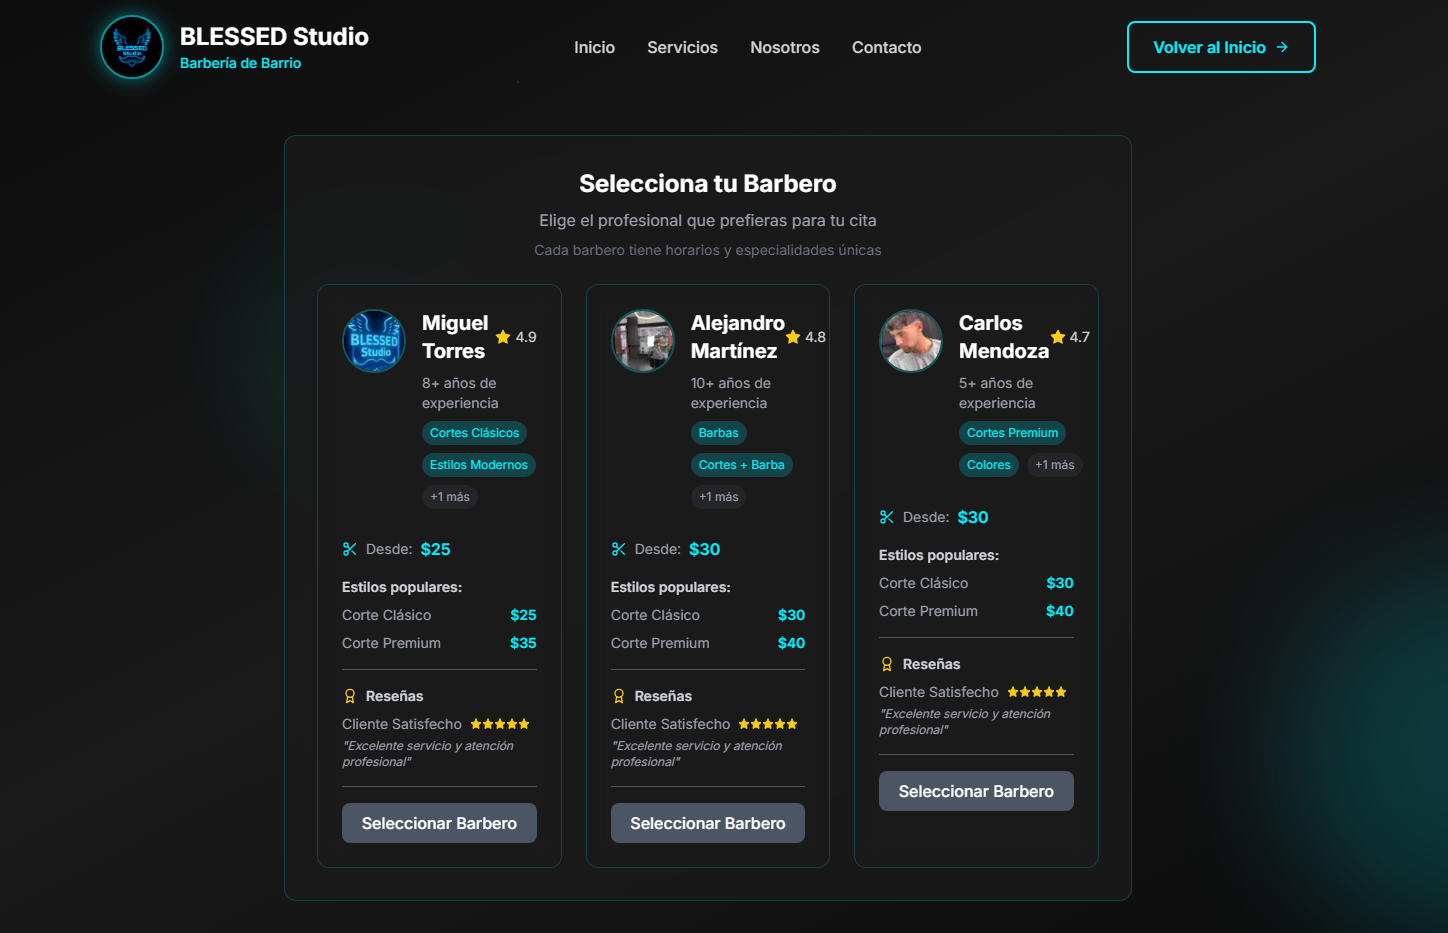 BLESSED Studio
Barbería de Barrio
Inicio
Servicios
Nosotros
Contacto
Volver al Inicio →
Selecciona tu Barbero
Elige el profesional que prefieras para tu cita
Cada barbero tiene horarios y especialidades únicas
BLESSED
Studio
Miguel
Torres
4.9
8+ años de
experiencia
Cortes Clásicos
Estilos Modernos
+1 más
Desde: $25
Estilos populares:
Corte Clásico $25
Corte Premium $35
Reseñas
Cliente Satisfecho
"Excelente servicio y atención
profesional"
Seleccionar Barbero
Alejandro
Martínez
4.8
10+ años de
experiencia
Barbas
Cortes + Barba
+1 más
Desde: $30
Estilos populares:
Corte Clásico $30
Corte Premium $40
Reseñas
Cliente Satisfecho
"Excelente servicio y atención
profesional"
Seleccionar Barbero
Carlos
Mendoza
4.7
5+ años de
experiencia
Cortes Premium
Colores +1 más
Desde: $30
Estilos populares:
Corte Clásico $30
Corte Premium $40
Reseñas
Cliente Satisfecho
"Excelente servicio y atención
profesional"
Seleccionar Barbero